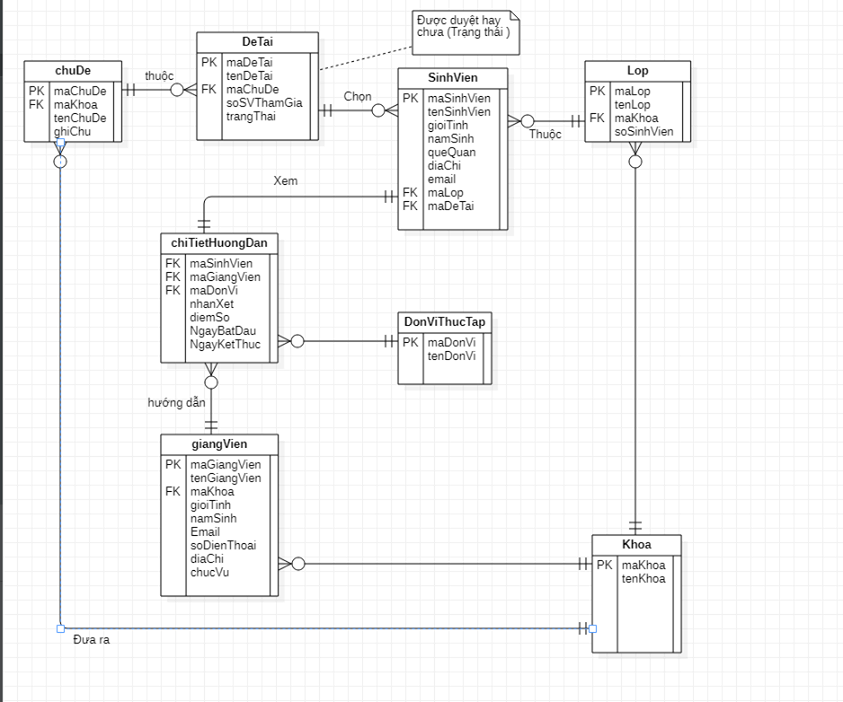 Được duyệt hay
chưa (Trạng thái )
DeTai
PK maDeTai
tenDeTai
FK maChuDe
soSVThamGia
trangThai
chuDe
PK maChuDe
FK maKhoa
tenChuDe
ghiChu
thuộc
Chọn
SinhVien
PK maSinhVien
tenSinhVien
gioiTinh
namSinh
queQuan
diaChi
email
FK maLop
FK maDeTai
Thuộc
Lop
PK maLop
tenLop
FK maKhoa
soSinhVien
Xem
chiTietHuongDan
FK maSinhVien
FK maGiangVien
FK maDonVi
nhanXet
diemSo
NgayBatDau
NgayKetThuc
DonViThucTap
PK maDonVi
tenDonVi
hướng dẫn
giangVien
PK maGiangVien
tenGiangVien
FK maKhoa
gioiTinh
namSinh
Email
soDienThoai
diaChi
chucVu
Khoa
PK maKhoa
tenKhoa
Đưa ra